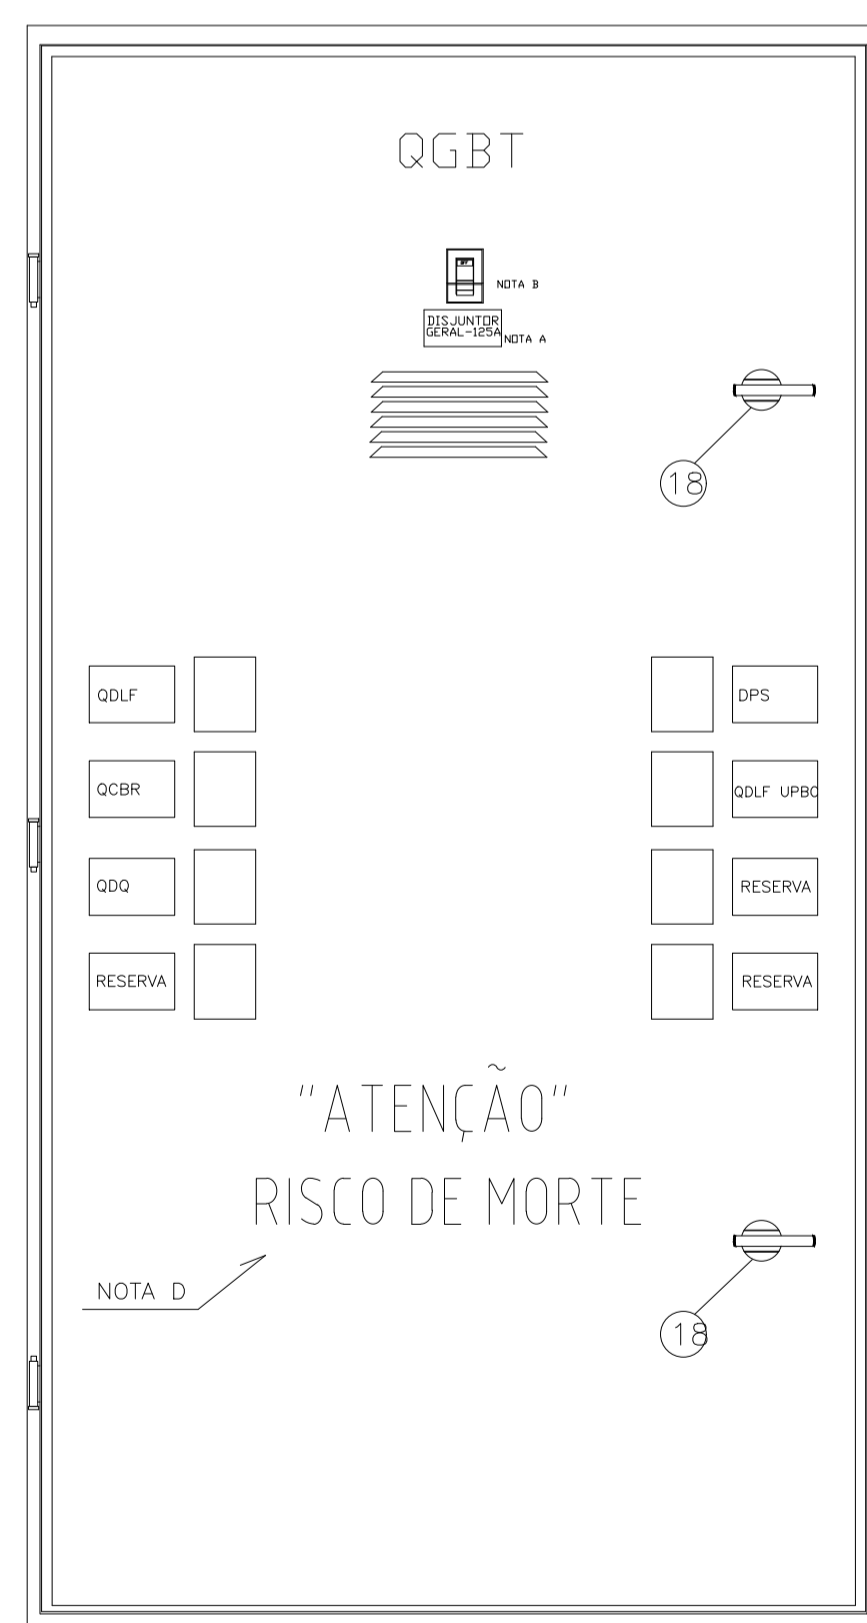 QGBT
OFF
NOTA B
DISJUNTOR
GERAL-125A
NOTA A
18
QDLF
DPS
QCBR
QDLF UPBC
QDQ
RESERVA
RESERVA
RESERVA
"ATENÇÃO"
RISCO DE MORTE
NOTA D
18